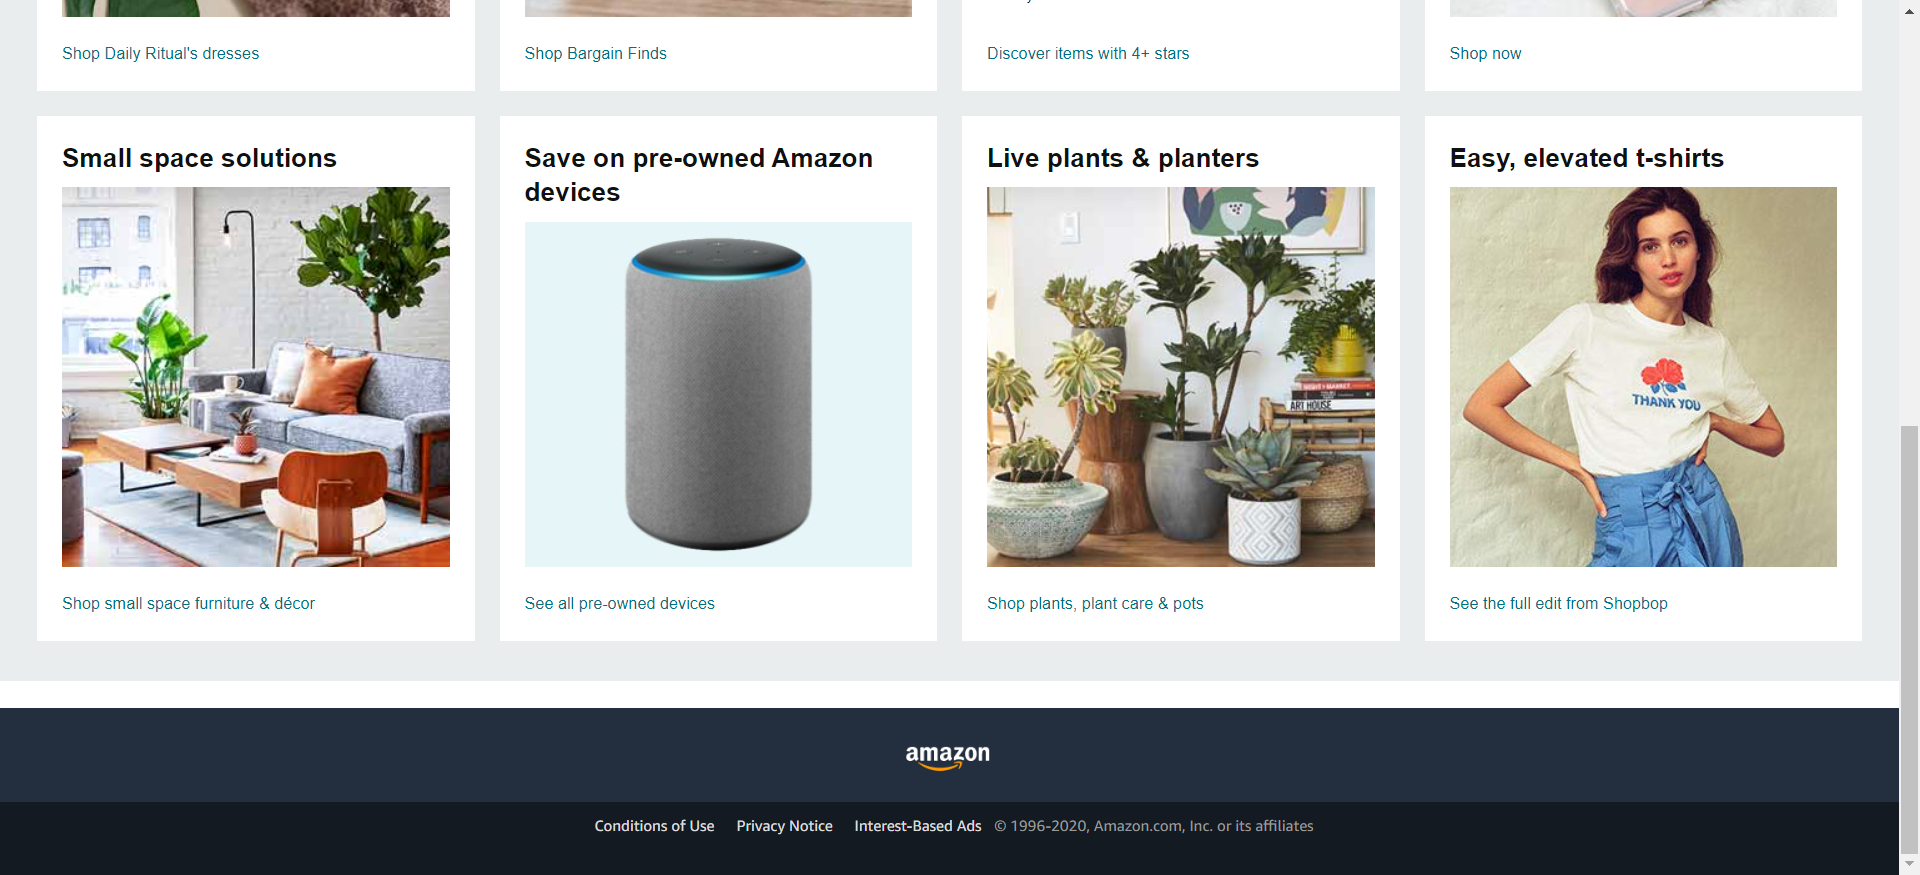 Shop Daily Ritual's dresses
Shop Bargain Finds
Discover items with 4+ stars
Shop now
Small space solutions
Shop small space furniture & décor
Save on pre-owned Amazon
devices
See all pre-owned devices
Live plants & planters
ART HOUSE
Shop plants, plant care & pots
Easy, elevated t-shirts
THANK YOU
See the full edit from Shopbop
amazon
Conditions of Use
Privacy Notice
Interest-Based Ads
© 1996-2020, Amazon.com, Inc. or its affiliates